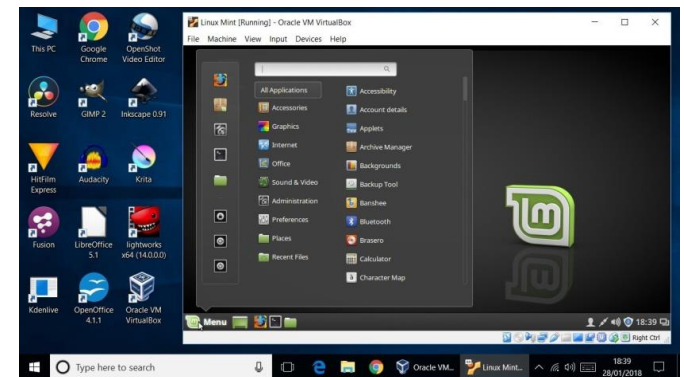 This PC
Google Chrome
OpenShot Video Editor
Resolve
GIMP 2
Inkscape 0.91
HitFilm Express
Audacity
Krita
Fusion
LibreOffice 5.1
lightworks x64 (14.0.0.0)
Kdenlive
OpenOffice 4.1.1
Oracle VM VirtualBox
Linux Mint [Running] - Oracle VM VirtualBox
File Machine View Input Devices Help
All Applications
Accessories
Graphics
Internet
Office
Sound & Video
Administration
Preferences
Places
Recent Files
Accessibility
Account details
Applets
Archive Manager
Backgrounds
Backup Tool
Banshee
Bluetooth
Brasero
Calculator
Character Map
Menu
18:39
Right Ctrl
Type here to search
Oracle VM...
Linux Mint...
18:39
28/01/2018